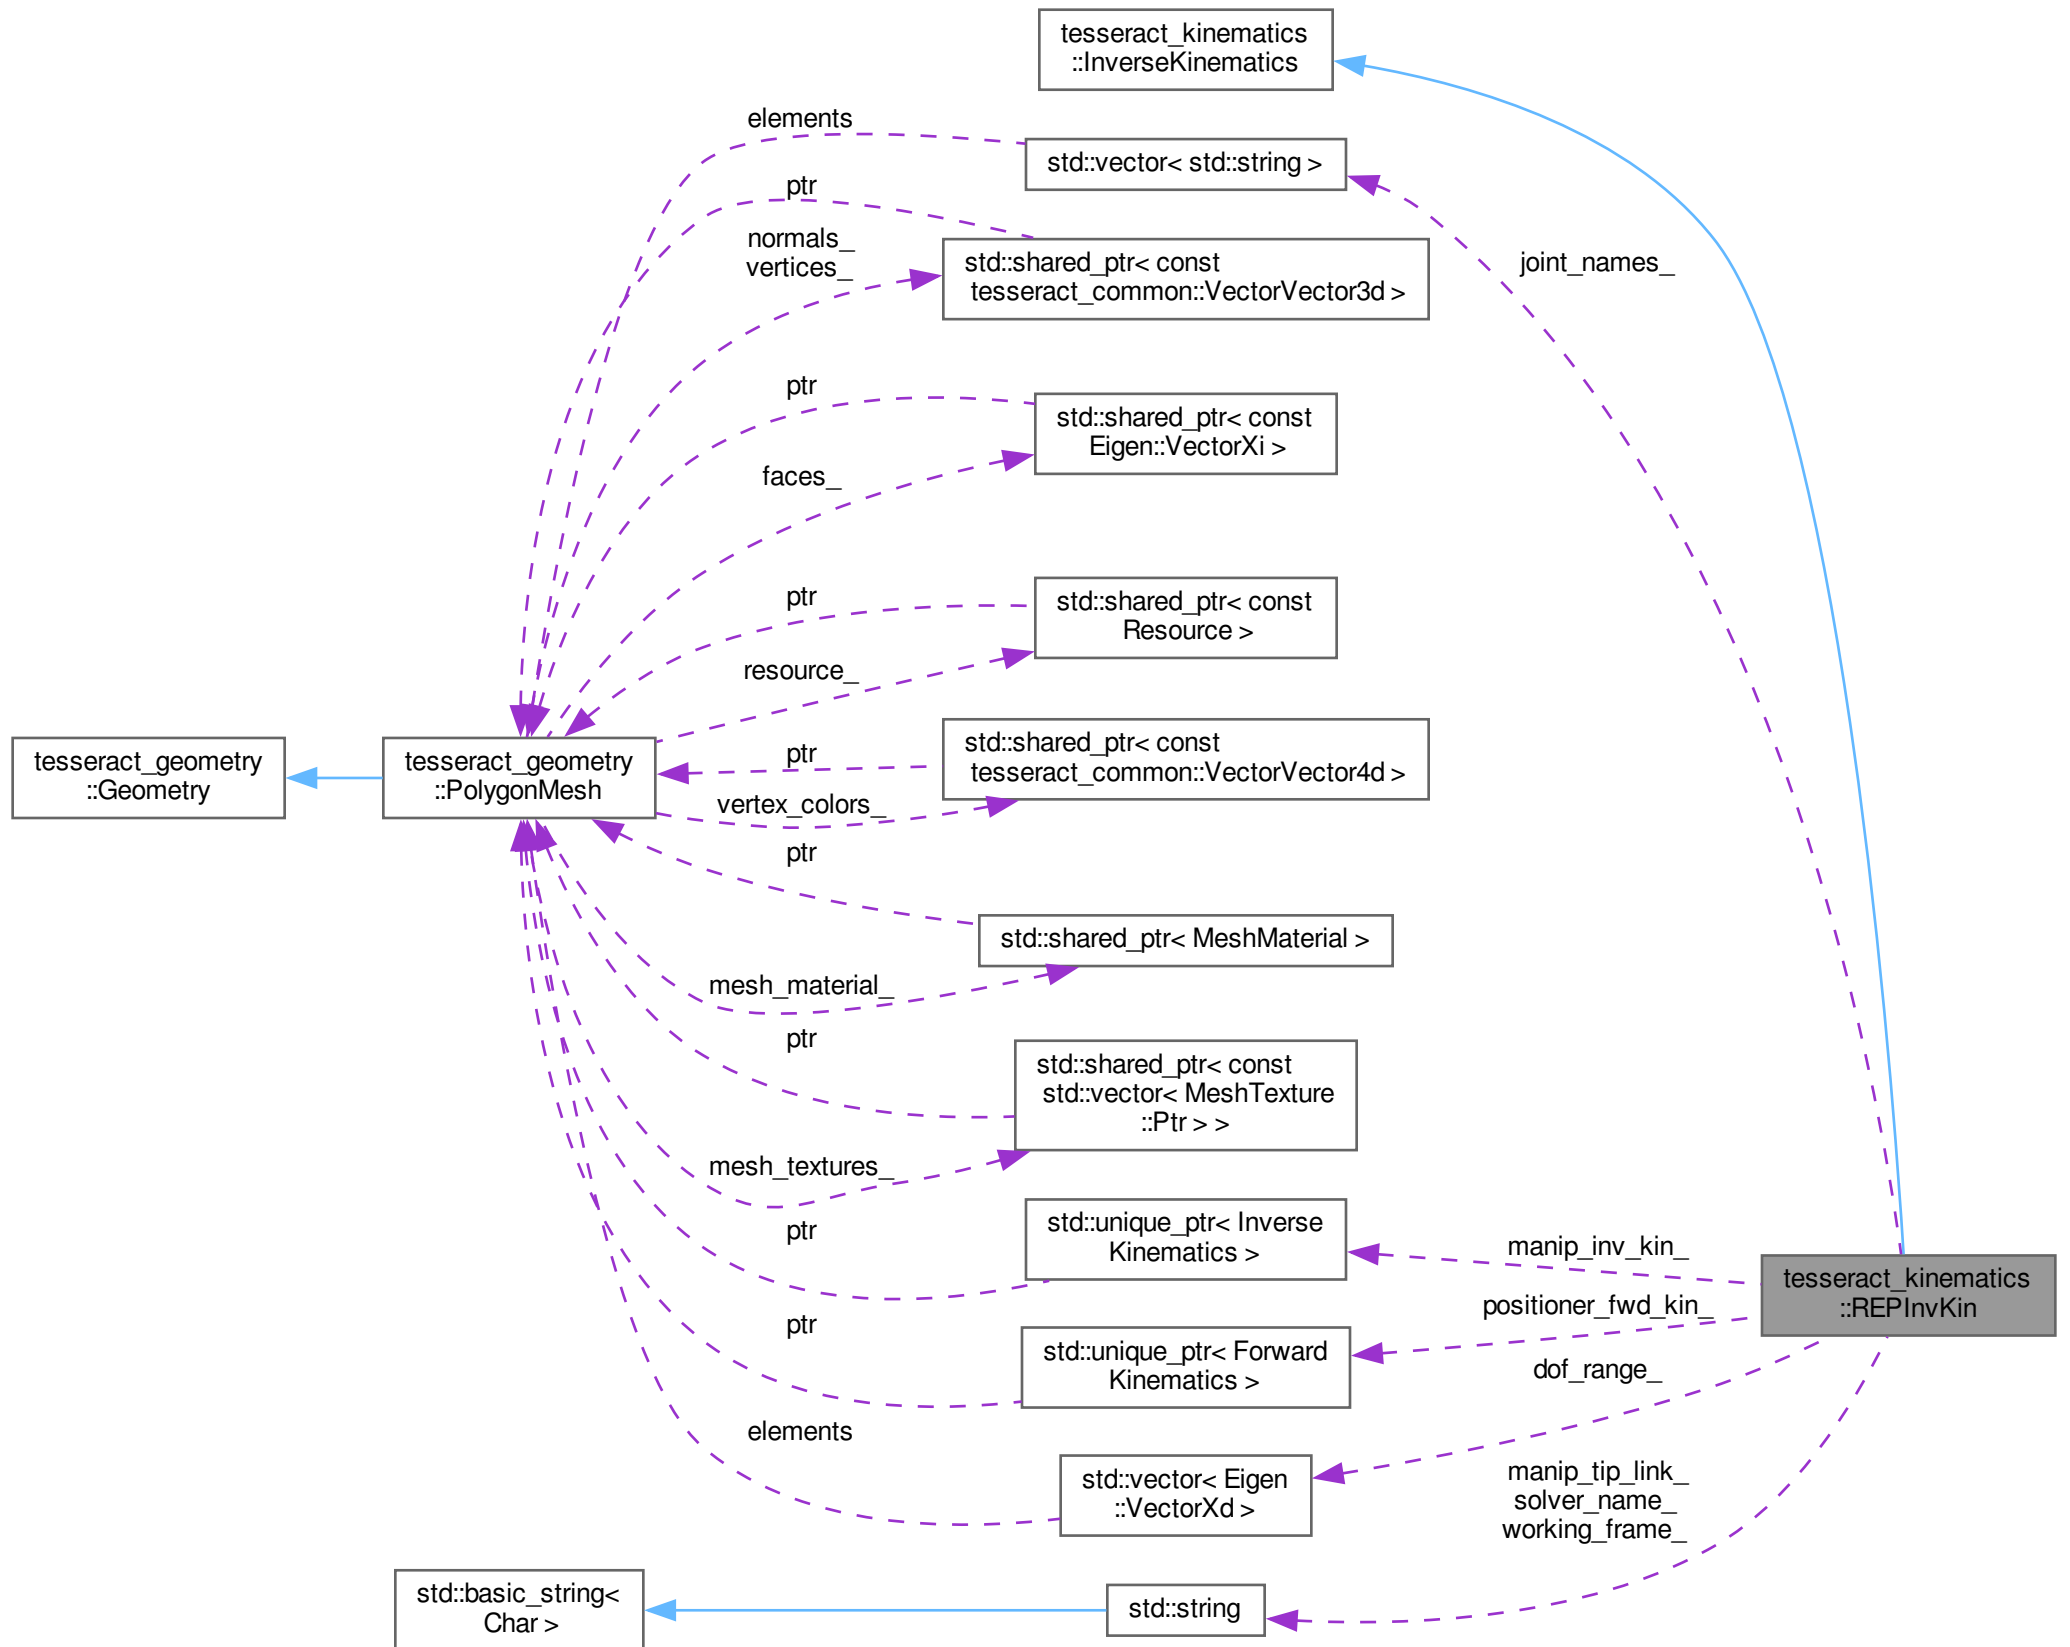 tesseract_kinematics
::InverseKinematics
elements
std::vector< std::string >
ptr
normals_
vertices_
std::shared_ptr< const
tesseract_common::VectorVector3d >
joint_names_
ptr
std::shared_ptr< const
Eigen::VectorXi >
faces_
ptr
std::shared_ptr< const
Resource >
resource_
tesseract_geometry
::Geometry
tesseract_geometry
::PolygonMesh
ptr
std::shared_ptr< const
tesseract_common::VectorVector4d >
vertex_colors_
ptr
std::shared_ptr< MeshMaterial >
mesh_material_
ptr
std::shared_ptr< const
std::vector< MeshTexture
::Ptr > >
mesh_textures_
ptr
std::unique_ptr< Inverse
Kinematics >
manip_inv_kin_
tesseract_kinematics
::REPInvKin
positioner_fwd_kin_
ptr
std::unique_ptr< Forward
Kinematics >
dof_range_
elements
std::vector< Eigen
::VectorXd >
manip_tip_link_
solver_name_
working_frame_
std::basic_string<
Char >
std::string